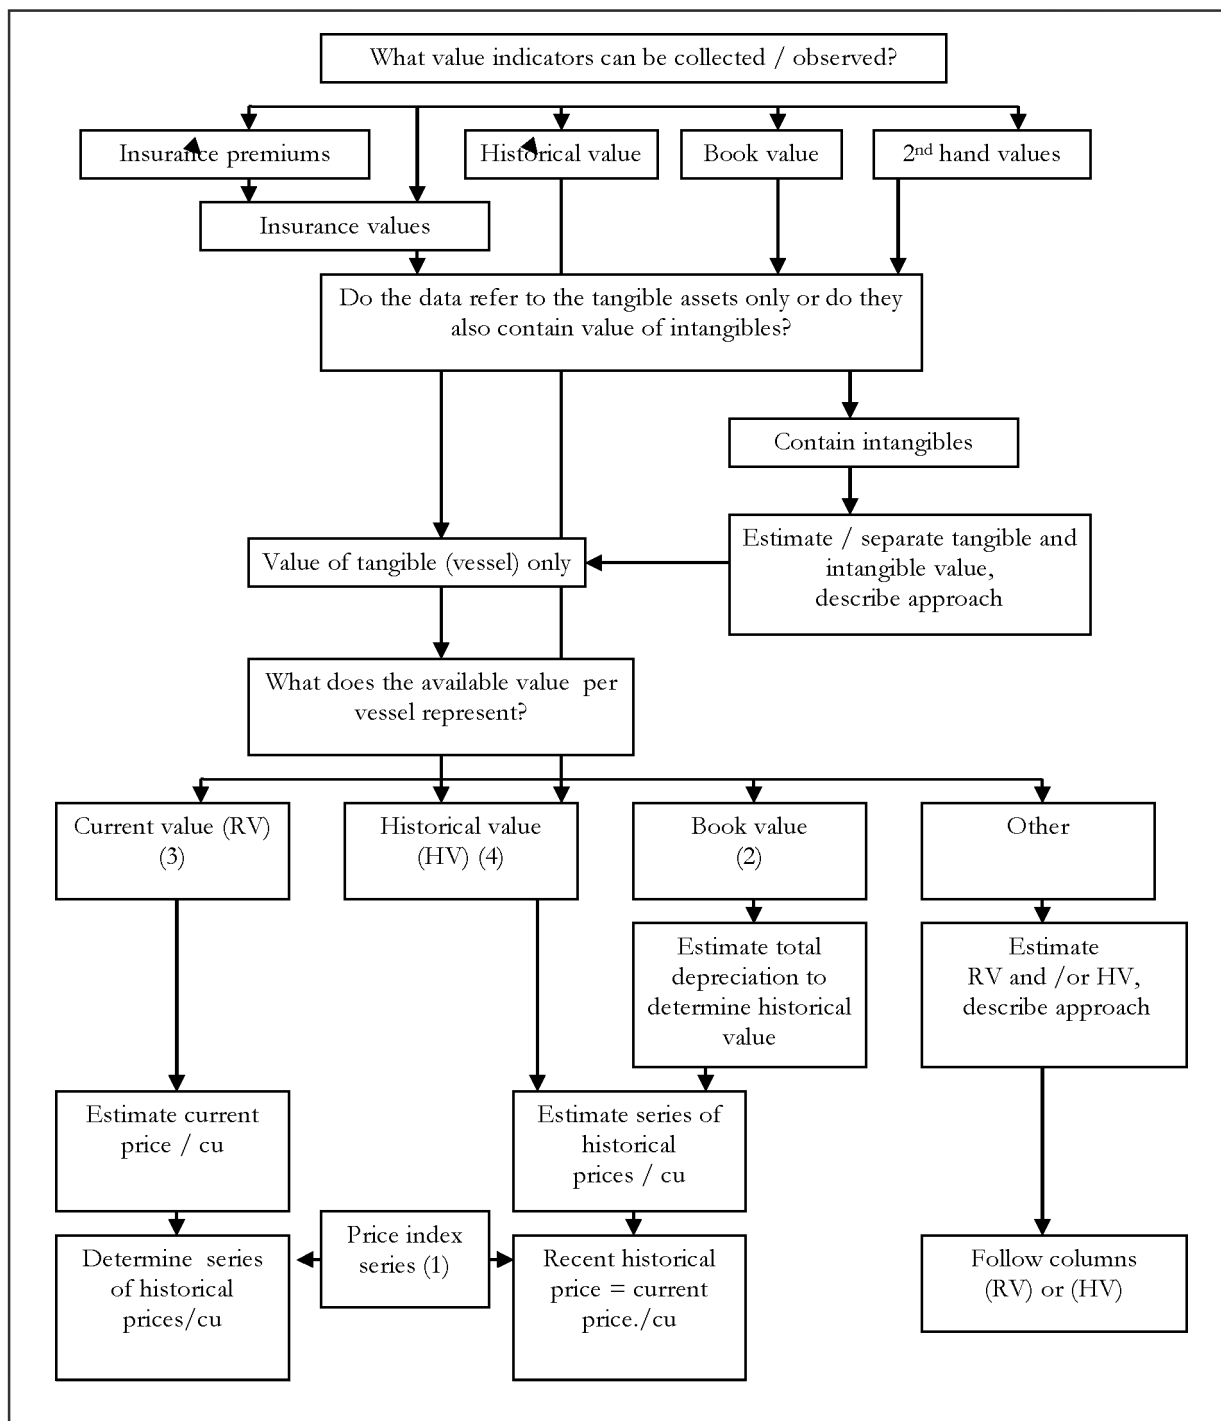 What value indicators can be collected / observed?
Insurance premiums
Historical value
Book value
2nd hand values
Insurance values
Do the data refer to the tangible assets only or do they
also contain value of intangibles?
Contain intangibles
Value of tangible (vessel) only
Estimate / separate tangible and
intangible value,
describe approach
What does the available value per
vessel represent?
Current value (RV)
(3)
Historical value
(HV) (4)
Book value
(2)
Other
Estimate total
depreciation to
determine historical
value
Estimate
RV and /or HV,
describe approach
Estimate current
price / cu
Estimate series of
historical
prices / cu
Determine series
of historical
prices/cu
Price index
series (1)
Recent historical
price = current
price./cu
Follow columns
(RV) or (HV)